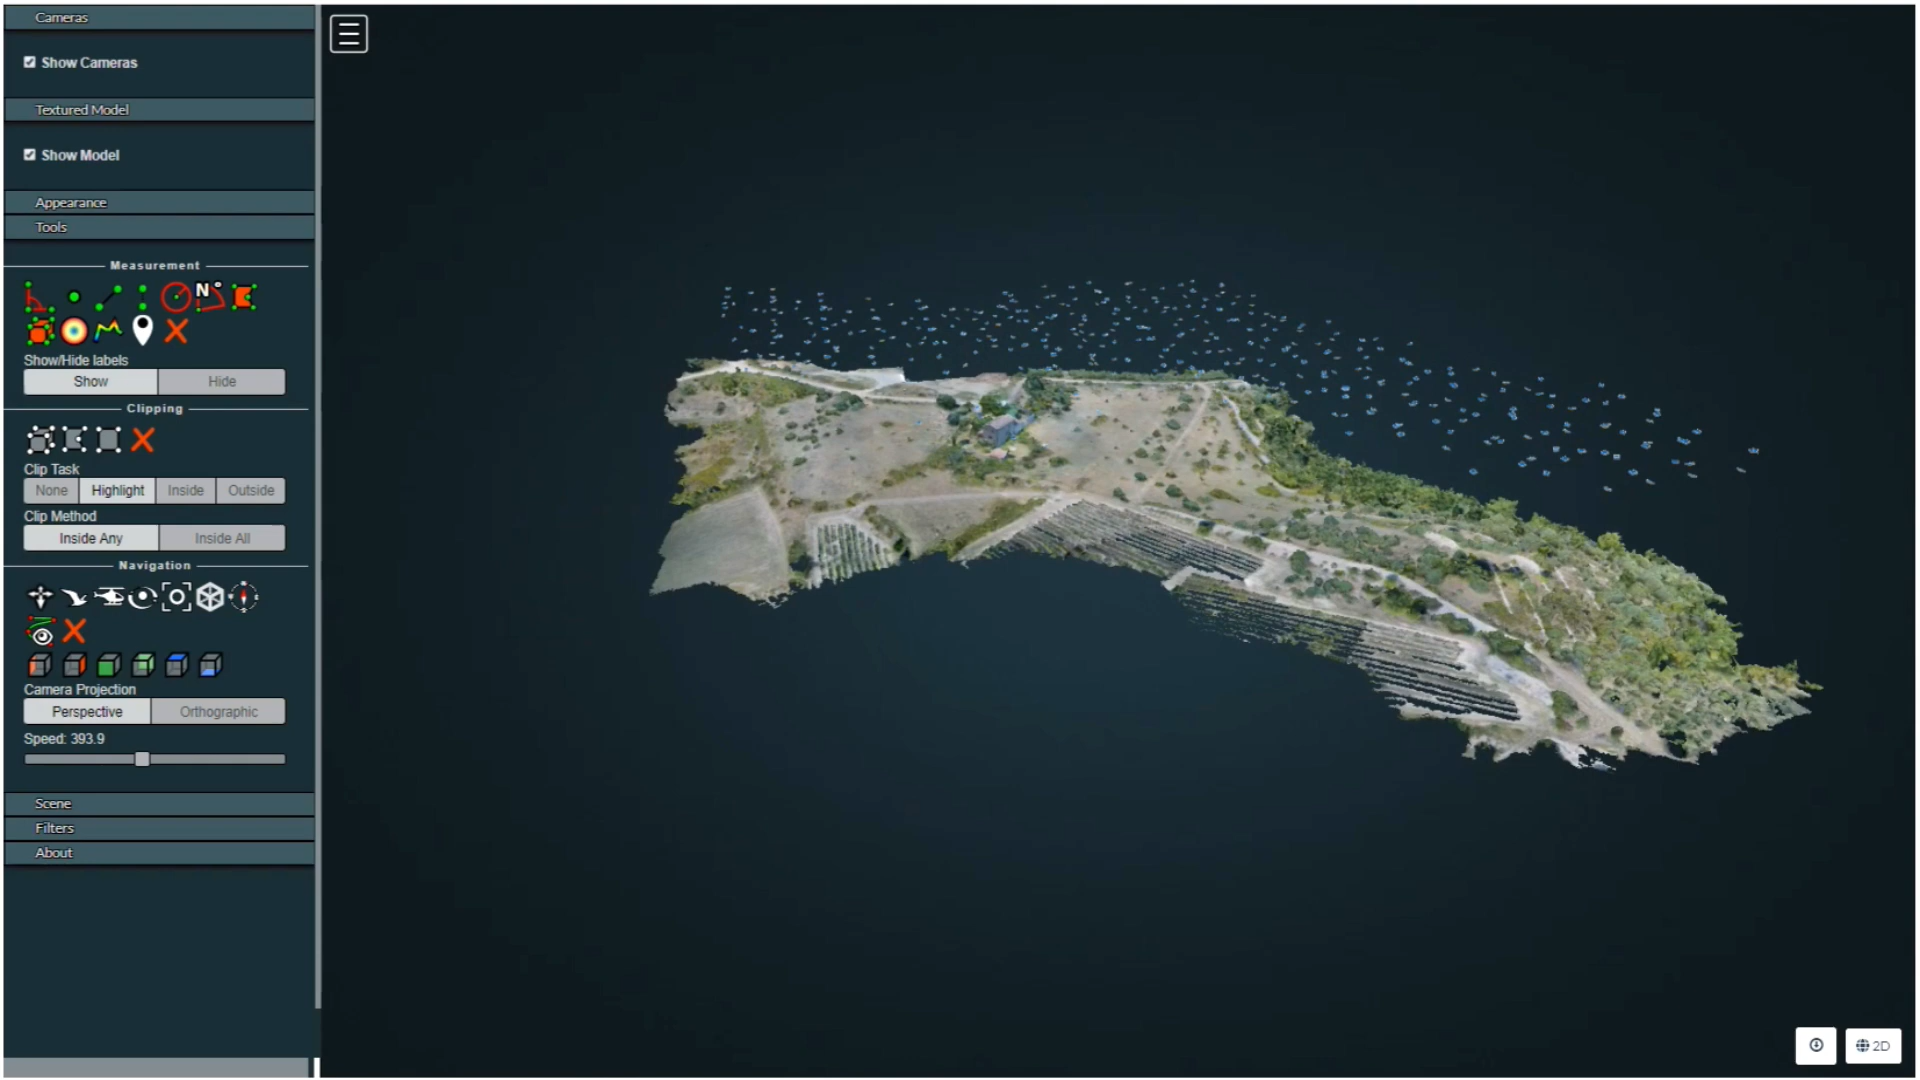 Cameras
Show Cameras
Textured Model
Show Model
Appearance
Tools
Measurement
N°
Show/Hide labels
Show Hide
Clipping
Clip Task
None Highlight Inside Outside
Clip Method
Inside Any Inside All
Navigation
Camera Projection
Perspective Orthographic
Speed: 393.9
Scene
Filters
About
2D